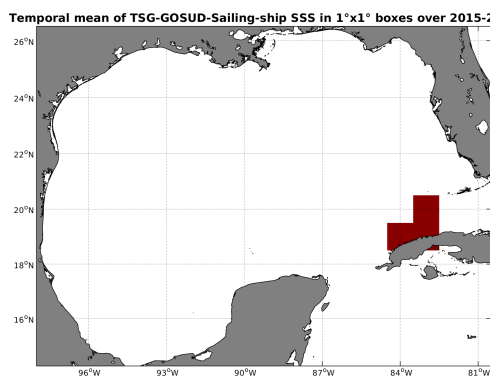 Temporal mean of TSG-GOSUD-Sailing-ship SSS in 1°x1° boxes over 2015-2
26°N
24°N
22°N
20°N
18°N
16°N
96°W
93°W
90°W
87°W
84°W
81°W